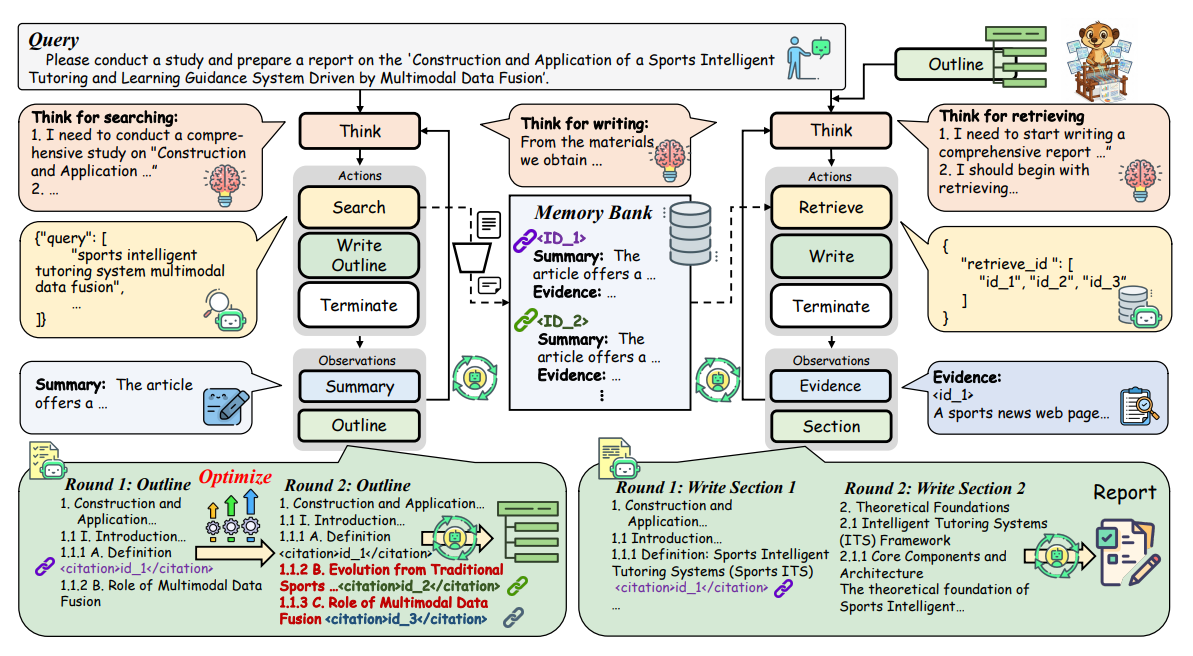 Query
Please conduct a study and prepare a report on the 'Construction and Application of a Sports Intelligent
Tutoring and Learning Guidance System Driven by Multimodal Data Fusion'.
Outline
Think for searching:
1. I need to conduct a compre-
hensive study on "Construction
and Application …"
2. …
Think
Think for writing:
From the materials
we obtain …
Think
Think for retrieving
1. I need to start writing a
comprehensive report …"
2. I should begin with
retrieving…
Actions
Search
Write
Outline
Terminate
{"query": [
"sports intelligent
tutoring system multimodal
data fusion",
…
]}
Memory Bank
<ID_1>
Summary: The
article offers a …
Evidence: …
<ID_2>
Summary: The
article offers a …
Evidence: …
⋮
Actions
Retrieve
Write
Terminate
{
"retrieve_id ": [
"id_1", "id_2", "id_3"
]
}
Observations
Summary
Outline
Summary: The article
offers a …
Observations
Evidence
Section
Evidence:
<id_1>
A sports news web page…
Round 1: Outline
1. Construction and
Application…
1.1 I. Introduction…
1.1.1 A. Definition
<citation>id_1</citation>
1.1.2 B. Role of Multimodal Data
Fusion
Optimize
Round 2: Outline
1. Construction and Application…
1.1 I. Introduction…
1.1.1 A. Definition
<citation>id_1</citation>
1.1.2 B. Evolution from Traditional
Sports …<citation>id_2</citation>
1.1.3 C. Role of Multimodal Data
Fusion <citation>id_3</citation>
Round 1: Write Section 1
1. Construction and
Application…
1.1 Introduction…
1.1.1 Definition: Sports Intelligent
Tutoring Systems (Sports ITS)
<citation>id_1</citation>
…
Round 2: Write Section 2
2. Theoretical Foundations
2.1 Intelligent Tutoring Systems
(ITS) Framework
2.1.1 Core Components and
Architecture
The theoretical foundation of
Sports Intelligent…
Report